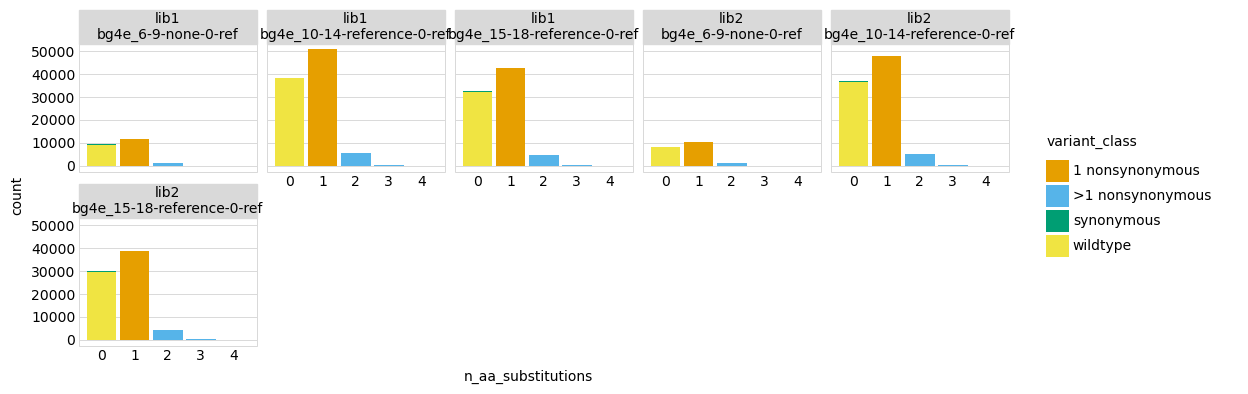 lib1
bg4e_6-9-none-0-ref
lib1
bg4e_10-14-reference-0-ref
lib1
bg4e_15-18-reference-0-ref
lib2
bg4e_6-9-none-0-ref
lib2
bg4e_10-14-reference-0-ref
50000
40000
30000
20000
10000
0
0 1 2 3 4
0 1 2 3 4
0 1 2 3 4
0 1 2 3 4
lib2
bg4e_15-18-reference-0-ref
50000
40000
30000
20000
10000
0
0 1 2 3 4
count
n_aa_substitutions
variant_class
1 nonsynonymous
>1 nonsynonymous
synonymous
wildtype